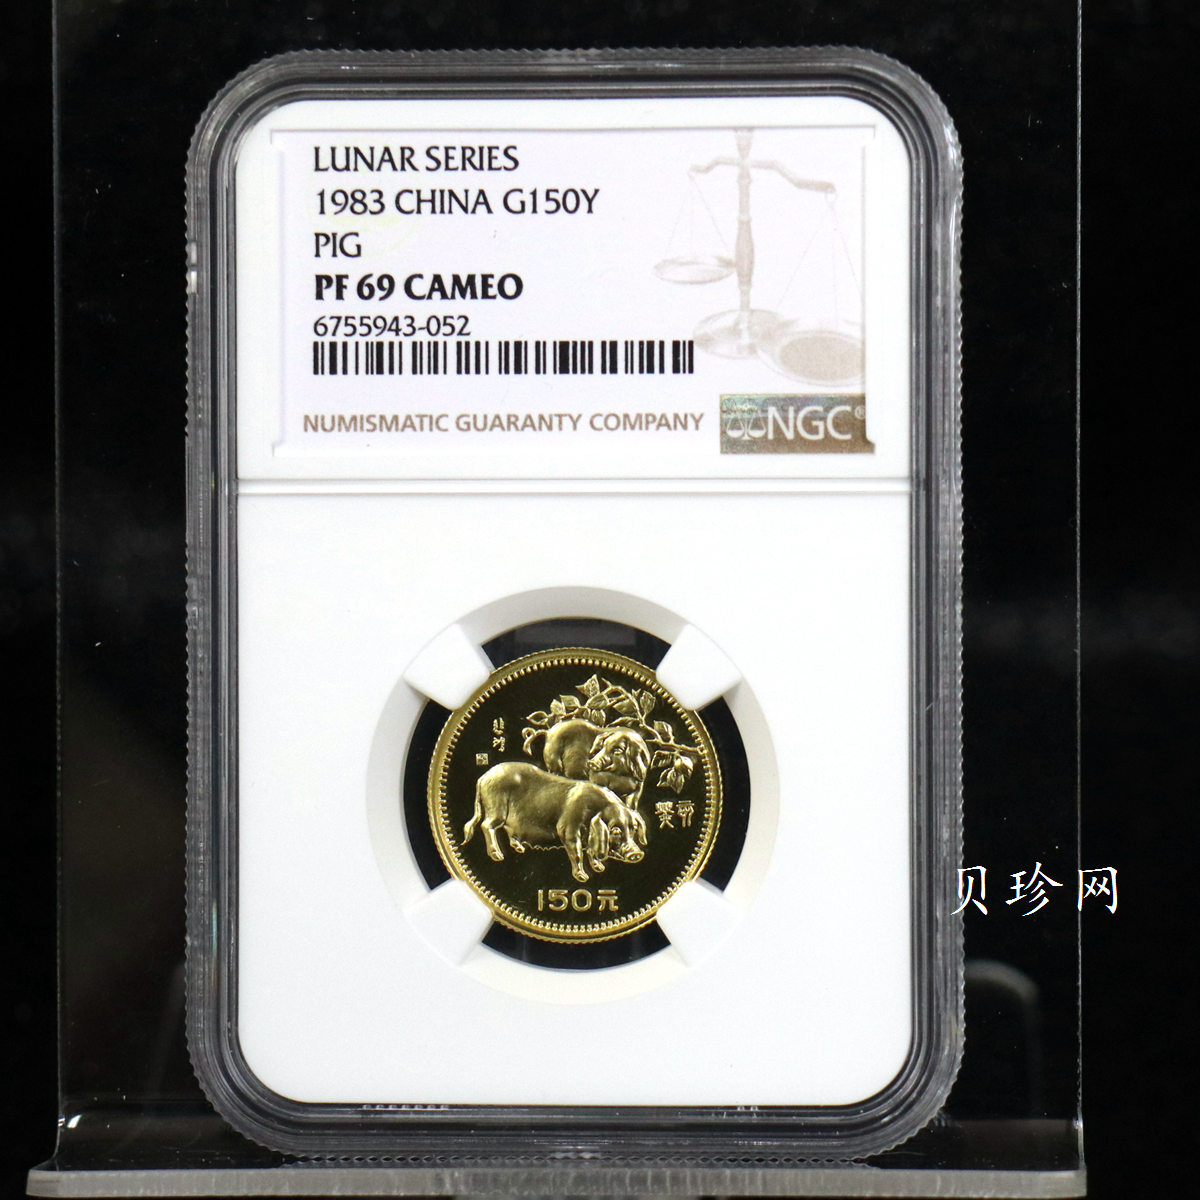 LUNAR SERIES
1983 CHINA G150Y
PIG
PF 69 CAMEO
6755943-052
NUMISMATIC GUARANTY COMPANY
NGC®
癸亥
150元
贝珍网